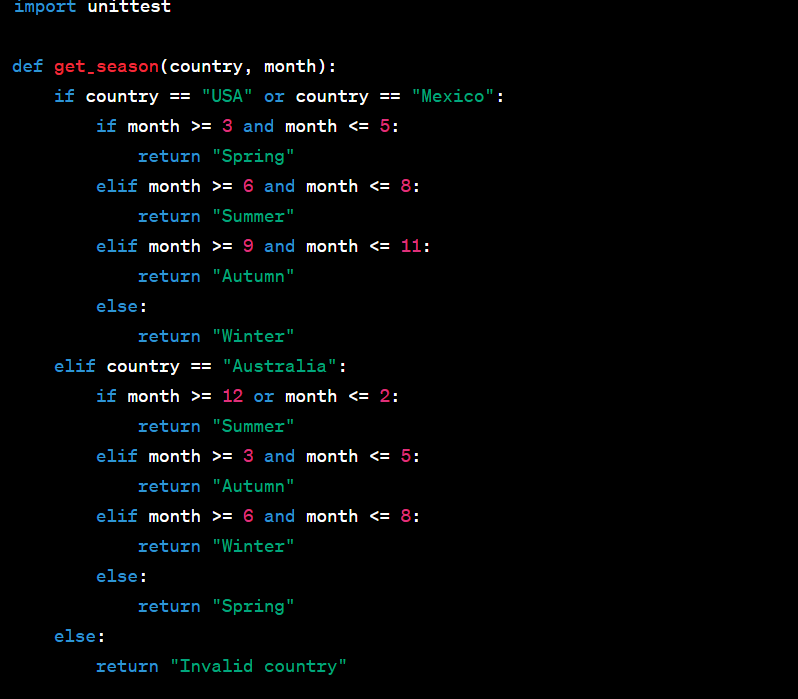 import unittest

def get_season(country, month):
    if country == "USA" or country == "Mexico":
        if month >= 3 and month <= 5:
            return "Spring"
        elif month >= 6 and month <= 8:
            return "Summer"
        elif month >= 9 and month <= 11:
            return "Autumn"
        else:
            return "Winter"
    elif country == "Australia":
        if month >= 12 or month <= 2:
            return "Summer"
        elif month >= 3 and month <= 5:
            return "Autumn"
        elif month >= 6 and month <= 8:
            return "Winter"
        else:
            return "Spring"
    else:
        return "Invalid country"